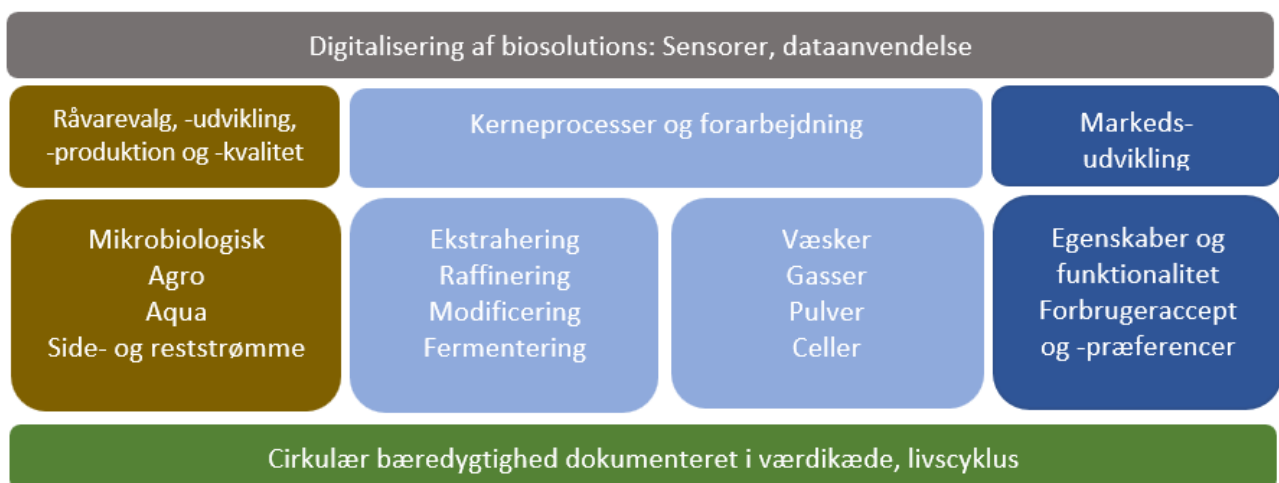 Digitalisering af biosolutions: Sensorer, dataanvendelse
Råvarevalg, -udvikling,
-produktion og -kvalitet
Kerneprocesser og forarbejdning
Markeds-
udvikling
Mikrobiologisk
Agro
Aqua
Side- og reststrømme
Ekstrahering
Raffinering
Modificering
Fermentering
Væsker
Gasser
Pulver
Celler
Egenskaber og
funktionalitet
Forbrugeraccept
og -præferencer
Cirkulær bæredygtighed dokumenteret i værdikæde, livscyklus